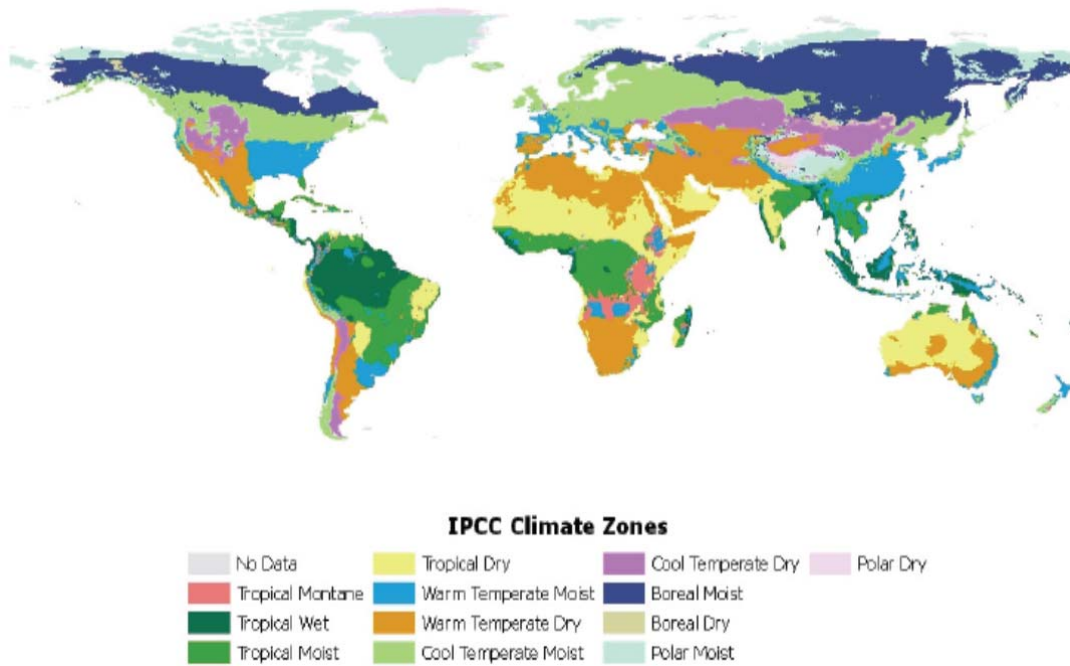 IPCC Climate Zones
No Data
Tropical Dry
Cool Temperate Dry
Polar Dry
Tropical Montane
Warm Temperate Moist
Boreal Moist
Tropical Wet
Warm Temperate Dry
Boreal Dry
Tropical Moist
Cool Temperate Moist
Polar Moist